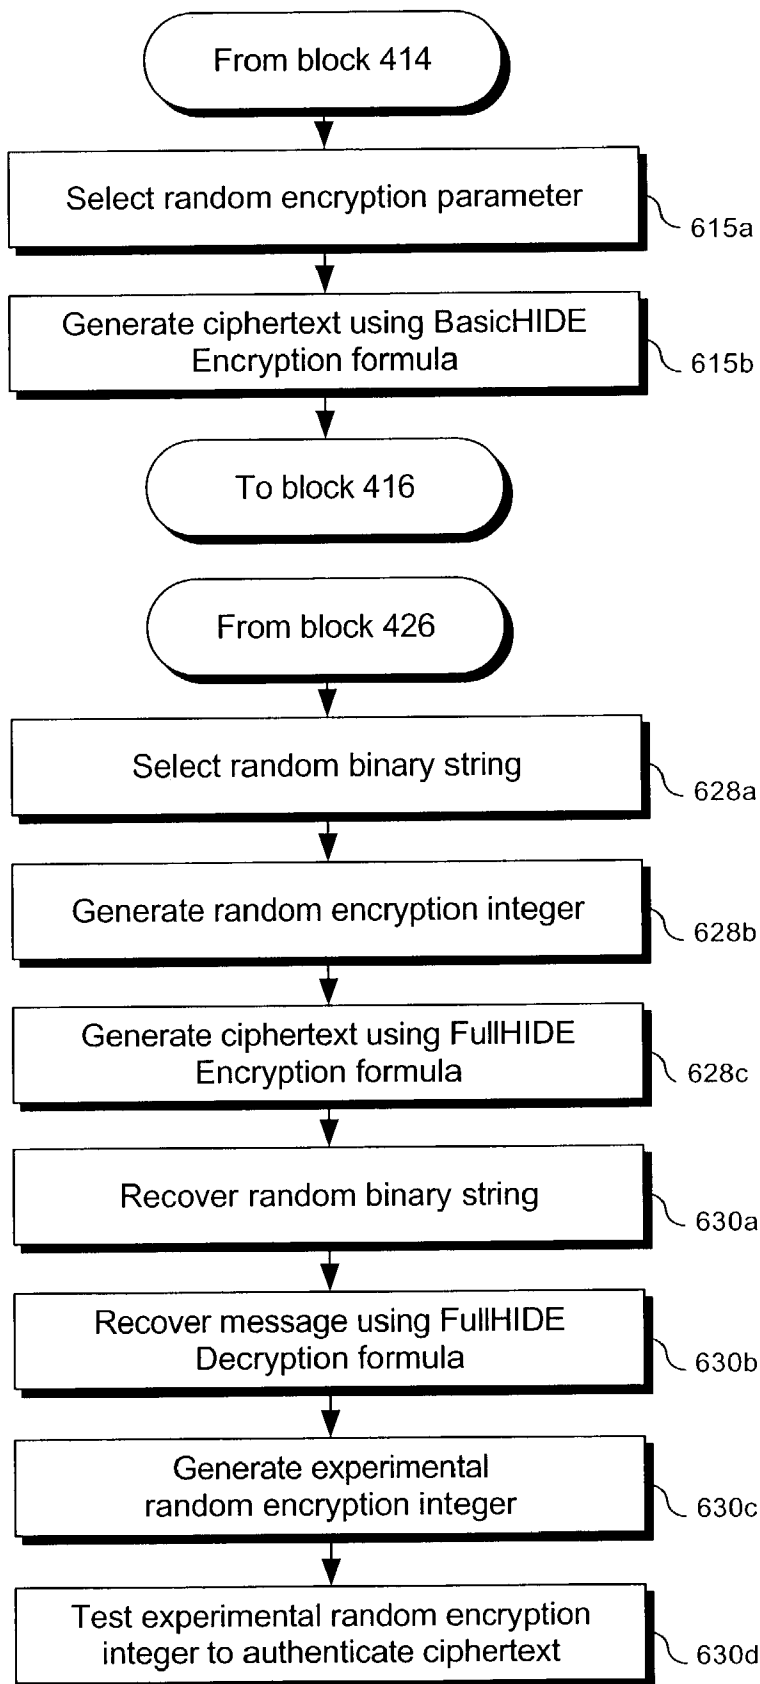 From block 414
Select random encryption parameter
615a
Generate ciphertext using BasicHIDE
Encryption formula
615b
To block 416
From block 426
Select random binary string
628a
Generate random encryption integer
628b
Generate ciphertext using FullHIDE
Encryption formula
628c
Recover random binary string
630a
Recover message using FullHIDE
Decryption formula
630b
Generate experimental
random encryption integer
630c
Test experimental random encryption
integer to authenticate ciphertext
630d